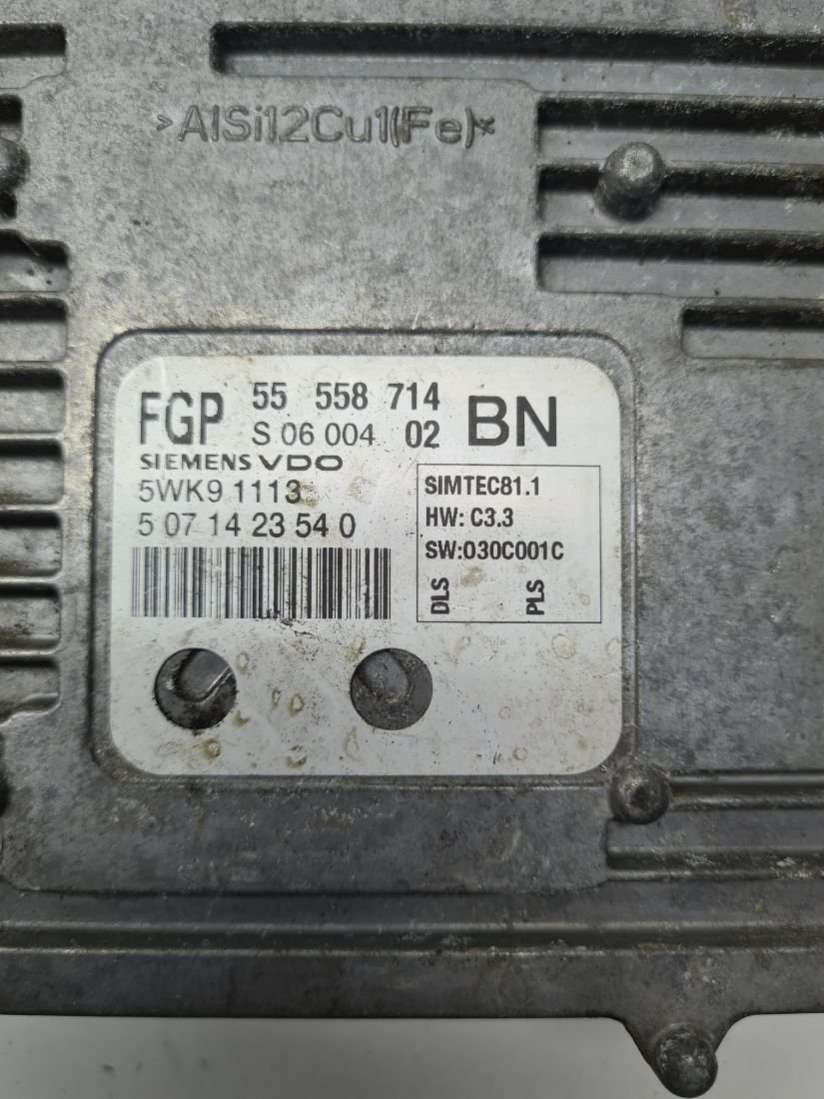 >AlSi12Cu1(Fe)<
FGP 55 558 714 BN
S 06 004 02
SIEMENS VDO
5WK9 1113
5 07 14 23 54 0
SIMTEC81.1
HW: C3.3
SW:030C001C
DLS PLS